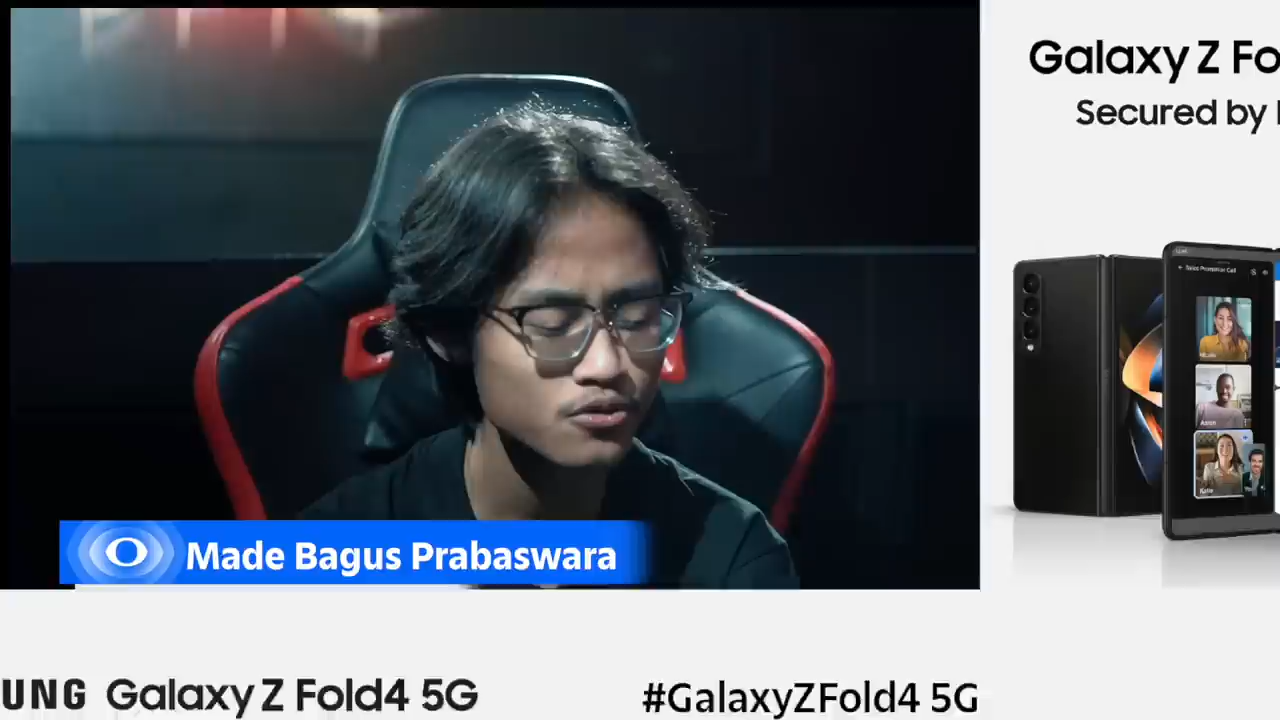 Galaxy Z Fo
Secured by
Made Bagus Prabaswara
UNG Galaxy Z Fold4 5G
#GalaxyZFold4 5G